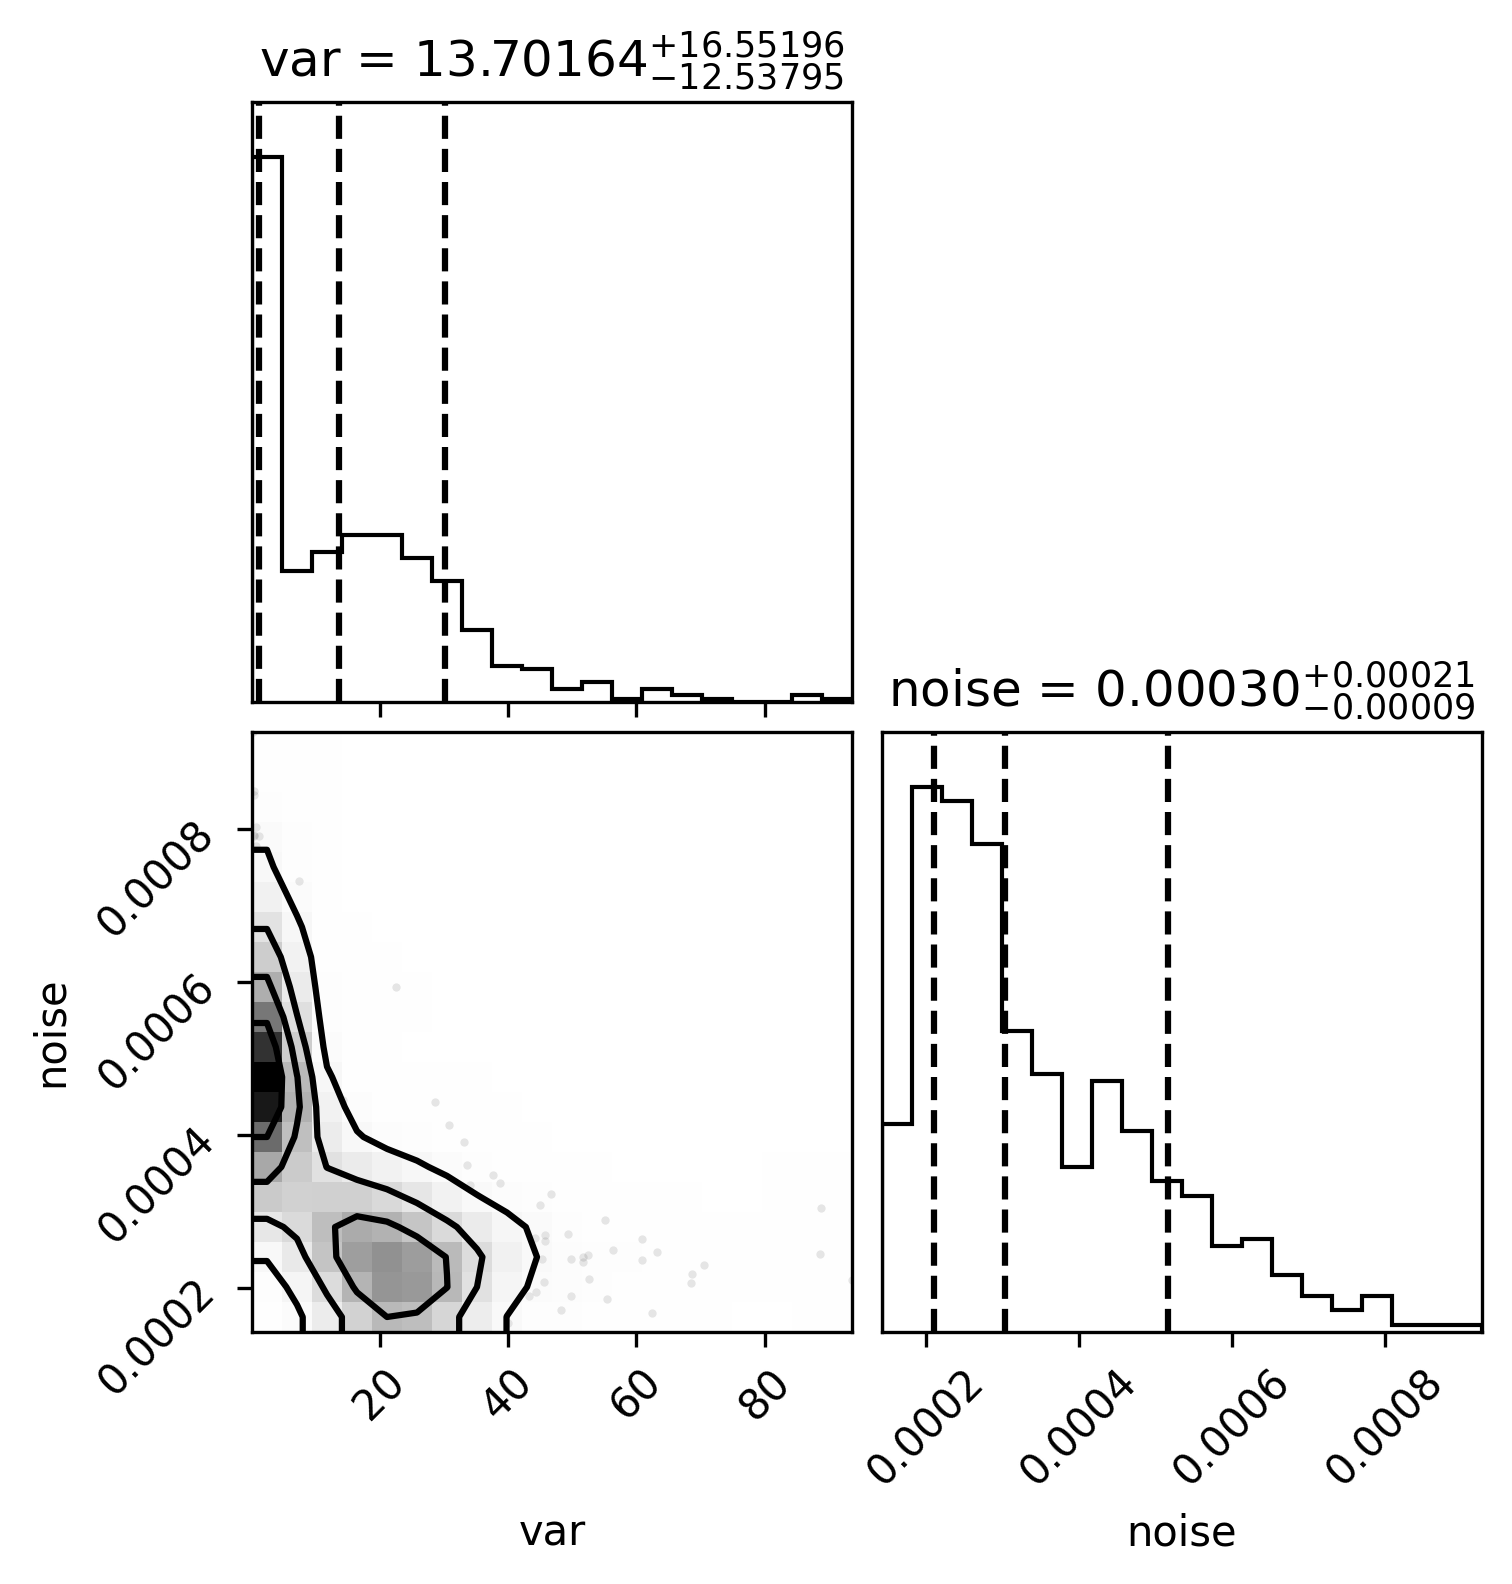 var = 13.70164 +16.55196 −12.53795
noise = 0.00030 +0.00021 −0.00009
noise
0.0008
0.0006
0.0004
0.0002
20 40 60 80
0.0002 0.0004 0.0006 0.0008
var
noise